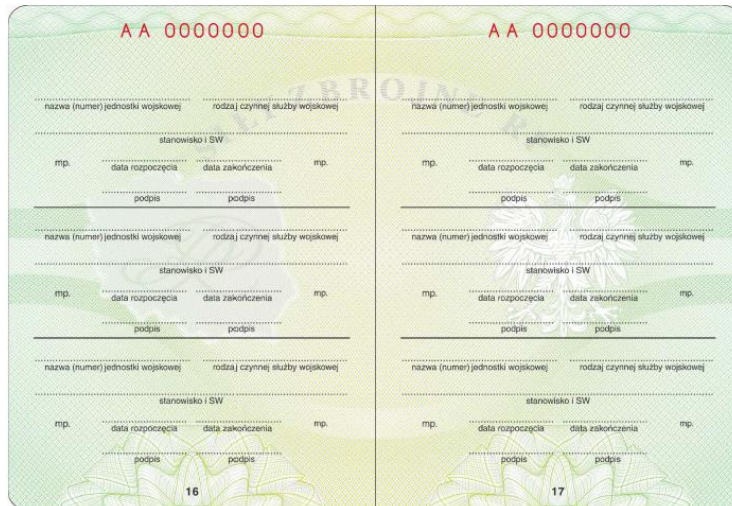 AA 0000000
SIŁY ZBROJNE R
nazwa (numer) jednostki wojskowej rodzaj czynnej służby wojskowej
stanowisko i SW
mp. data rozpoczęcia data zakończenia mp.
podpis podpis
nazwa (numer) jednostki wojskowej rodzaj czynnej służby wojskowej
stanowisko i SW
mp. data rozpoczęcia data zakończenia mp.
podpis podpis
nazwa (numer) jednostki wojskowej rodzaj czynnej służby wojskowej
stanowisko i SW
mp. data rozpoczęcia data zakończenia mp.
podpis podpis
16
AA 0000000
nazwa (numer) jednostki wojskowej rodzaj czynnej służby wojskowej
stanowisko i SW
mp. data rozpoczęcia data zakończenia mp.
podpis podpis
nazwa (numer) jednostki wojskowej rodzaj czynnej służby wojskowej
stanowisko i SW
mp. data rozpoczęcia data zakończenia mp.
podpis podpis
nazwa (numer) jednostki wojskowej rodzaj czynnej służby wojskowej
stanowisko i SW
mp. data rozpoczęcia data zakończenia mp.
podpis podpis
17